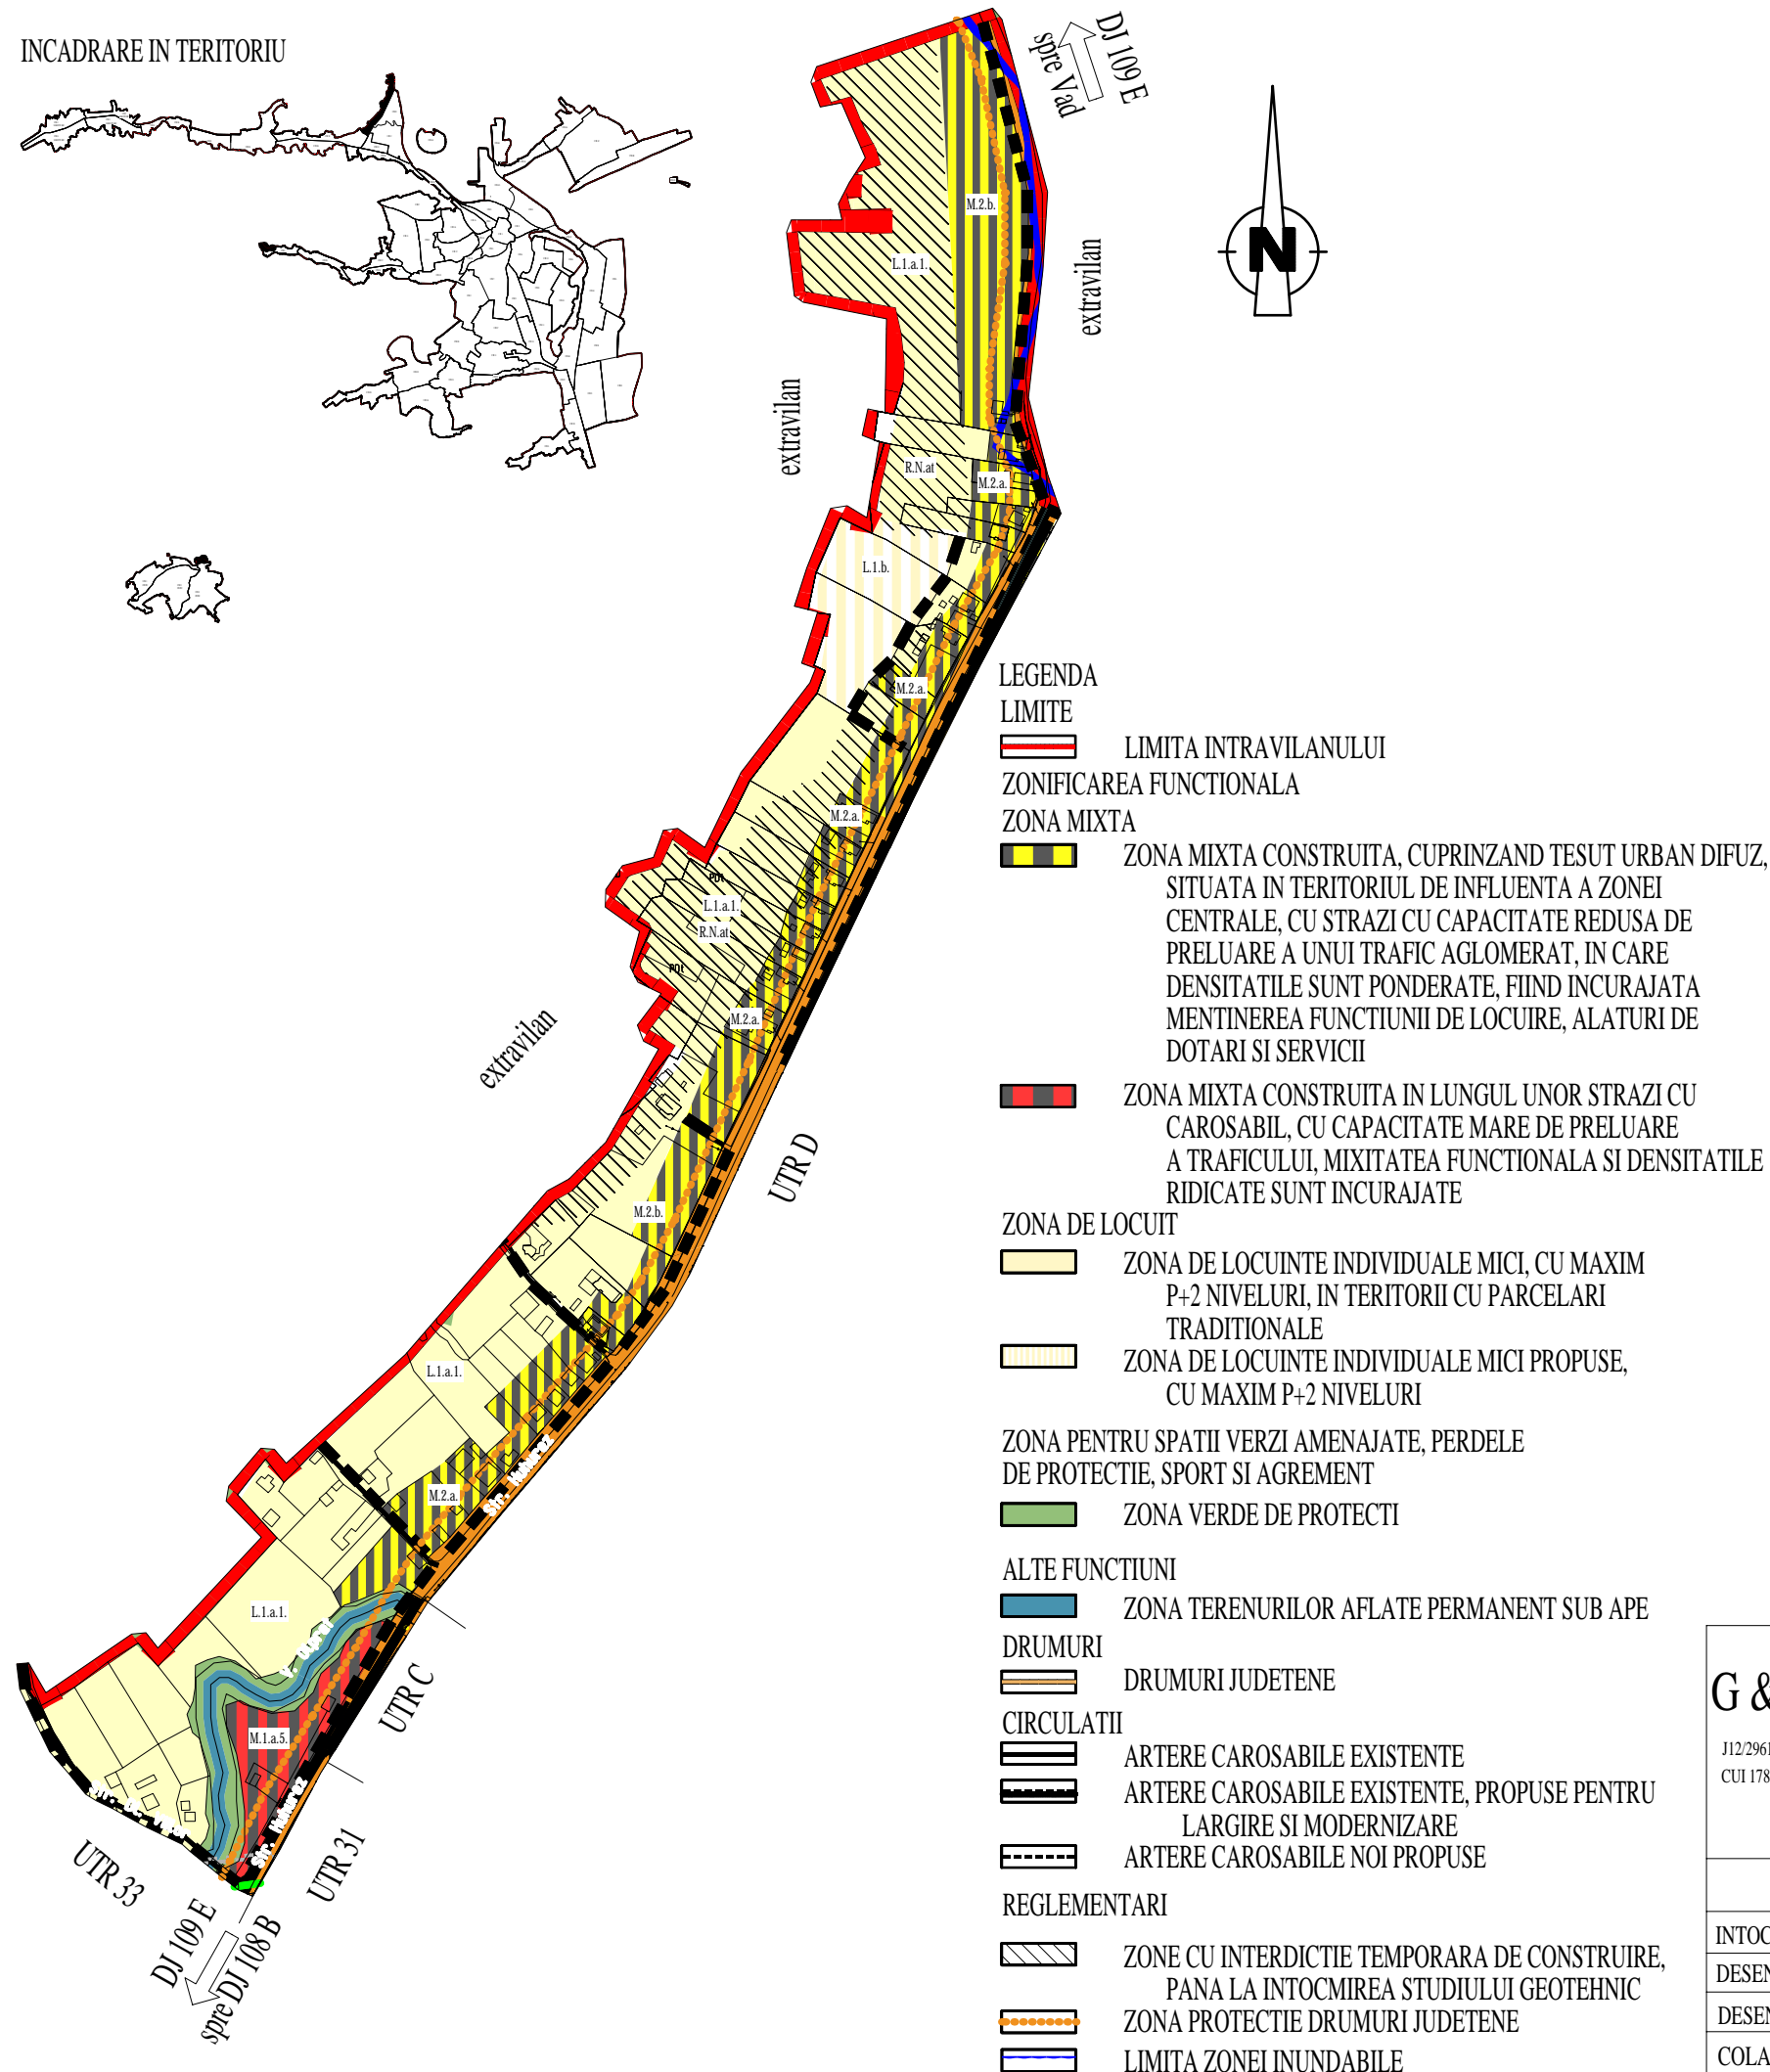 INCADRARE IN TERITORIU
DJ 109 E
spre Vad
N
M.2.b.
L.1.a.1.
extravilan
extravilan
R.N.at
M.2.a.
L.1.b.
M.2.a.
M.2.a.
L.1.a.1.
R.N.at
M.2.a.
extravilan
UTR D
M.2.b.
L.1.a.1.
M.2.a.
L.1.a.1.
UTR C
M.1.a.5.
UTR 31
UTR 33
DJ 109 E
spre DJ 108 B
LEGENDA
LIMITE
LIMITA INTRAVILANULUI
ZONIFICAREA FUNCTIONALA
ZONA MIXTA
ZONA MIXTA CONSTRUITA, CUPRINZAND TESUT URBAN DIFUZ,
SITUATA IN TERITORIUL DE INFLUENTA A ZONEI
CENTRALE, CU STRAZI CU CAPACITATE REDUSA DE
PRELUARE A UNUI TRAFIC AGLOMERAT, IN CARE
DENSITATILE SUNT PONDERATE, FIIND INCURAJATA
MENTINEREA FUNCTIUNII DE LOCUIRE, ALATURI DE
DOTARI SI SERVICII
ZONA MIXTA CONSTRUITA IN LUNGUL UNOR STRAZI CU
CAROSABIL, CU CAPACITATE MARE DE PRELUARE
A TRAFICULUI, MIXITATEA FUNCTIONALA SI DENSITATILE
RIDICATE SUNT INCURAJATE
ZONA DE LOCUIT
ZONA DE LOCUINTE INDIVIDUALE MICI, CU MAXIM
P+2 NIVELURI, IN TERITORII CU PARCELARI
TRADITIONALE
ZONA DE LOCUINTE INDIVIDUALE MICI PROPUSE,
CU MAXIM P+2 NIVELURI
ZONA PENTRU SPATII VERZI AMENAJATE, PERDELE
DE PROTECTIE, SPORT SI AGREMENT
ZONA VERDE DE PROTECTI
ALTE FUNCTIUNI
ZONA TERENURILOR AFLATE PERMANENT SUB APE
DRUMURI
DRUMURI JUDETENE
CIRCULATII
ARTERE CAROSABILE EXISTENTE
ARTERE CAROSABILE EXISTENTE, PROPUSE PENTRU
LARGIRE SI MODERNIZARE
ARTERE CAROSABILE NOI PROPUSE
REGLEMENTARI
ZONE CU INTERDICTIE TEMPORARA DE CONSTRUIRE,
PANA LA INTOCMIREA STUDIULUI GEOTEHNIC
ZONA PROTECTIE DRUMURI JUDETENE
LIMITA ZONEI INUNDABILE
G &
J12/2961
CUI 178
INTOC
DESEN
DESEN
COLA